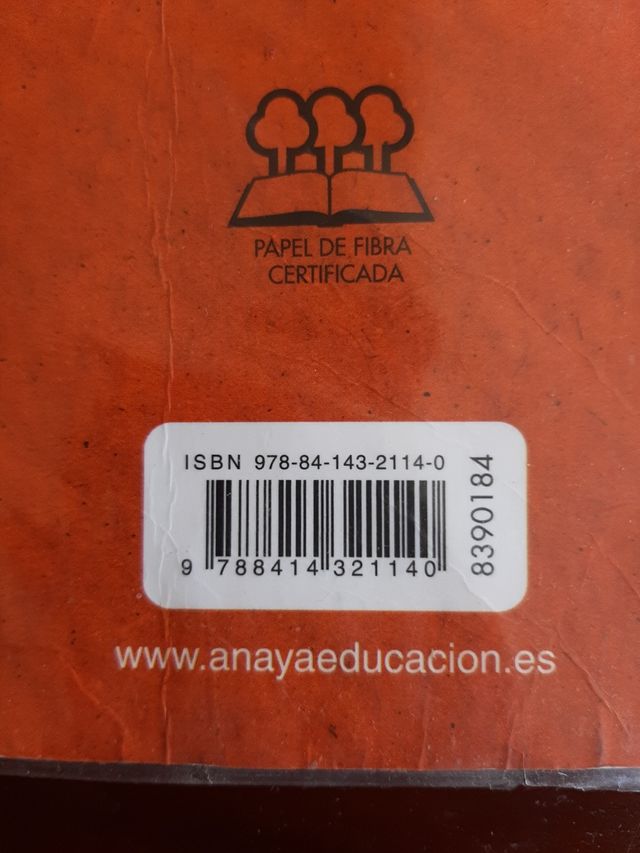 PAPEL DE FIBRA
CERTIFICADA
ISBN 978-84-143-2114-0
9 788414 321140
8390184
www.anayaeducacion.es